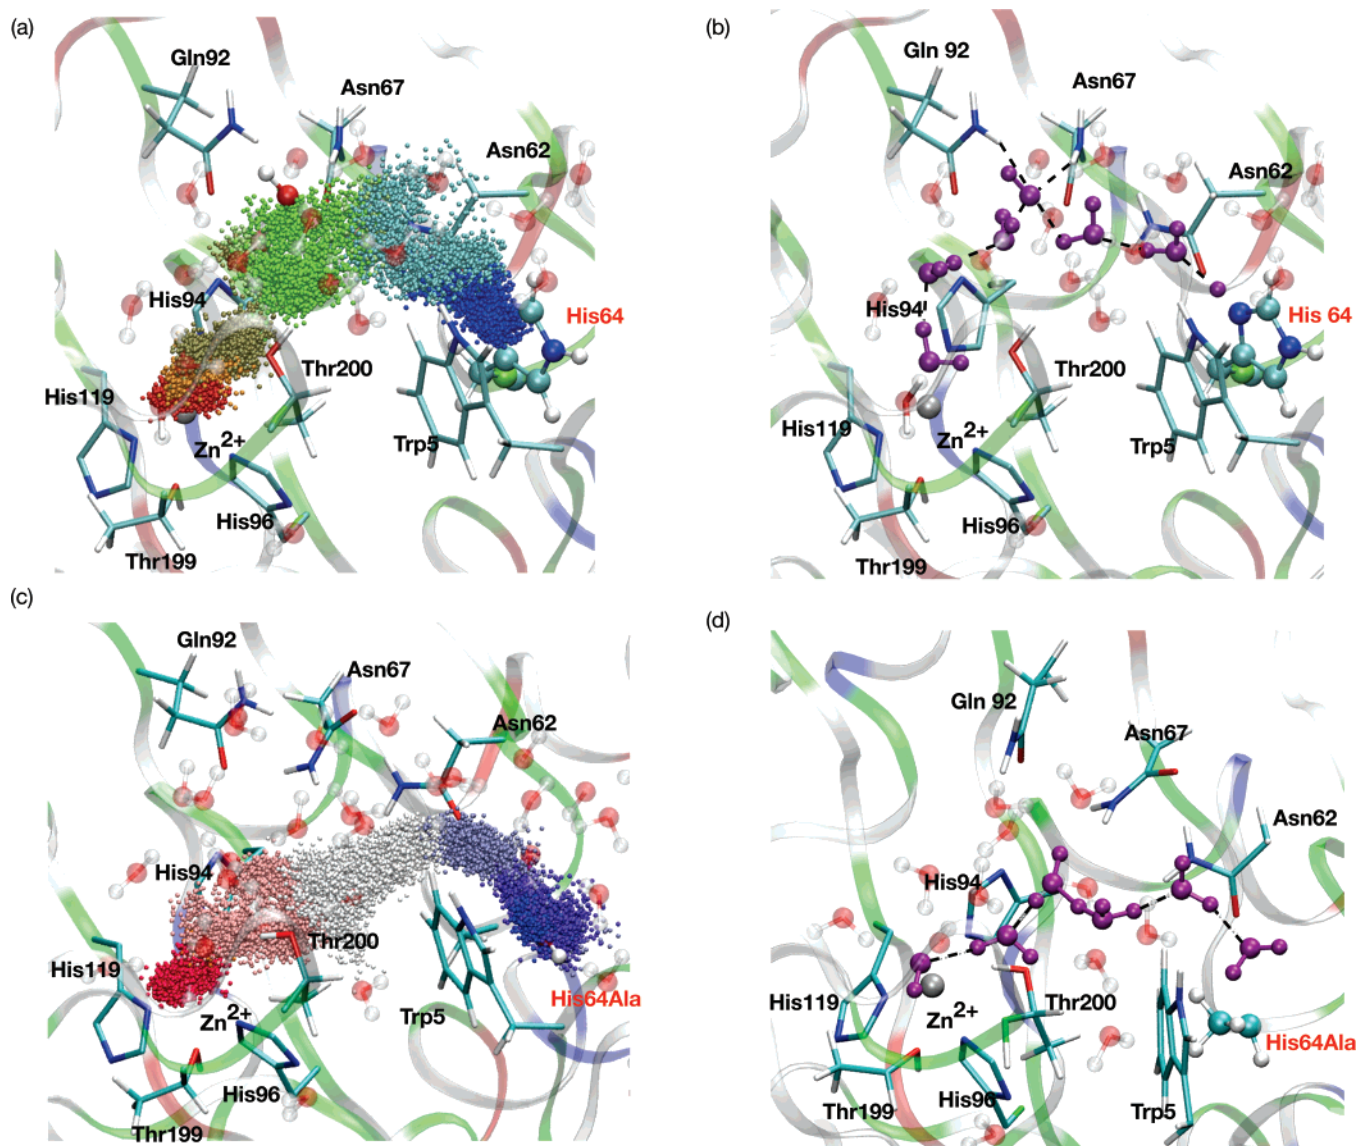 (a)
Gln92
Asn67
Asn62
His94
His64
His119
Thr200
Zn2+
Trp5
His96
Thr199
(b)
Gln 92
Asn67
Asn62
His94
His 64
Thr200
His119
Zn2+
Trp5
His96
Thr199
(c)
Gln92
Asn67
Asn62
His94
Thr200
His119
His64Ala
Zn2+
Trp5
His96
Thr199
(d)
Gln 92
Asn67
Asn62
His94
His119
Thr200
Zn2+
His64Ala
Thr199
His96
Trp5